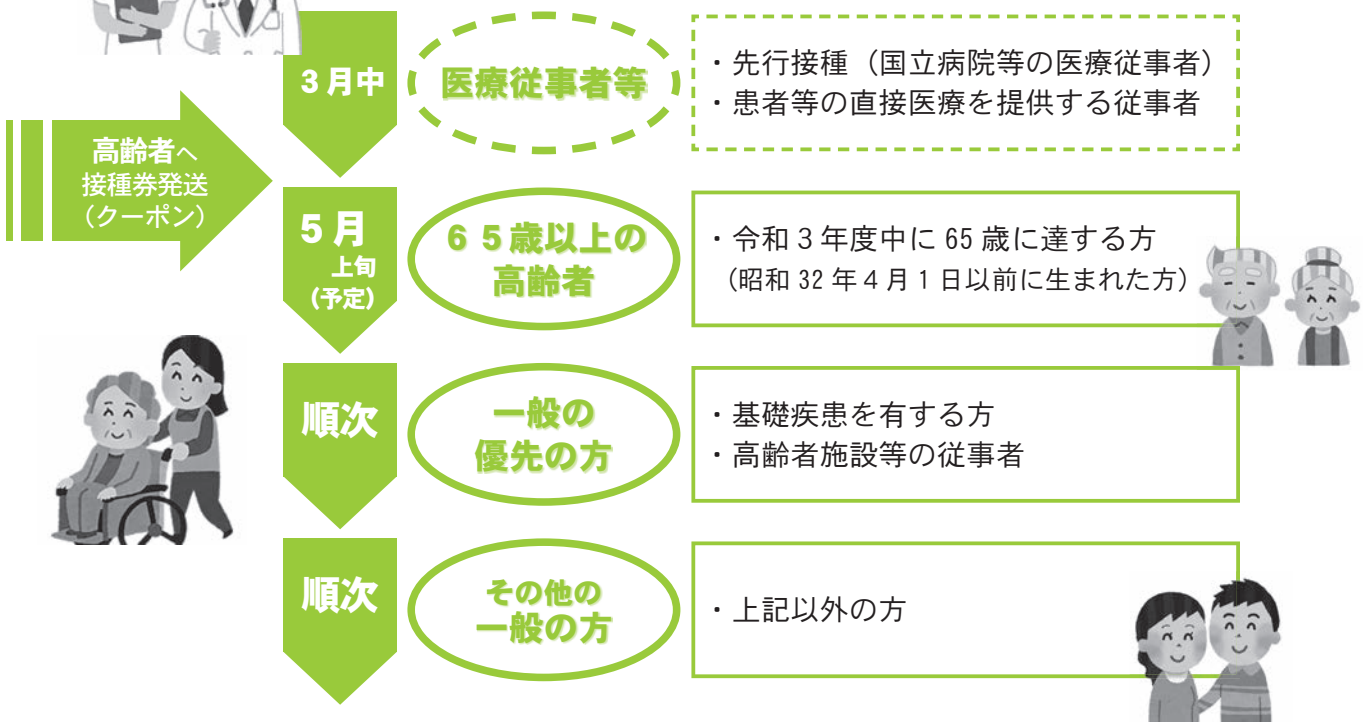 3月中
医療従事者等
・先行接種（国立病院等の医療従事者）
・患者等の直接医療を提供する従事者
高齢者へ
接種券発送
（クーポン）
5月
上旬
(予定)
６５歳以上の
高齢者
・令和３年度中に 65 歳に達する方
（昭和 32 年４月１日以前に生まれた方）
順次
一般の
優先の方
・基礎疾患を有する方
・高齢者施設等の従事者
順次
その他の
一般の方
・上記以外の方